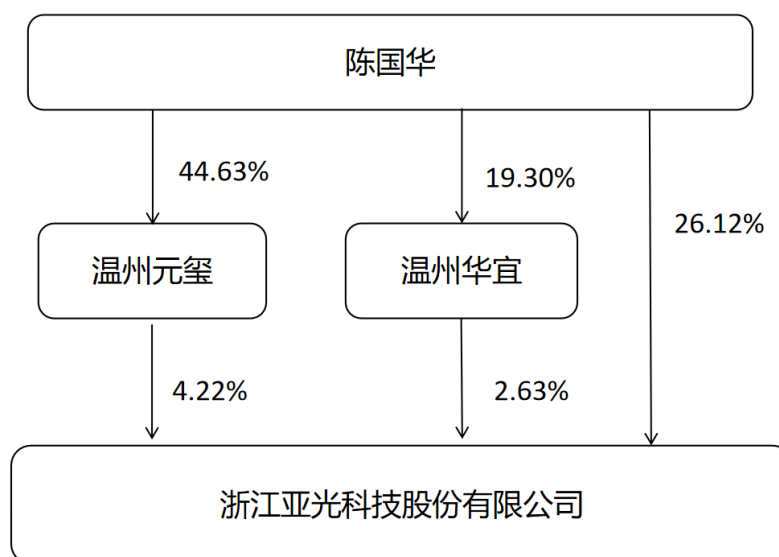 陈国华
44.63%
19.30%
26.12%
温州元玺
温州华宜
4.22%
2.63%
浙江亚光科技股份有限公司